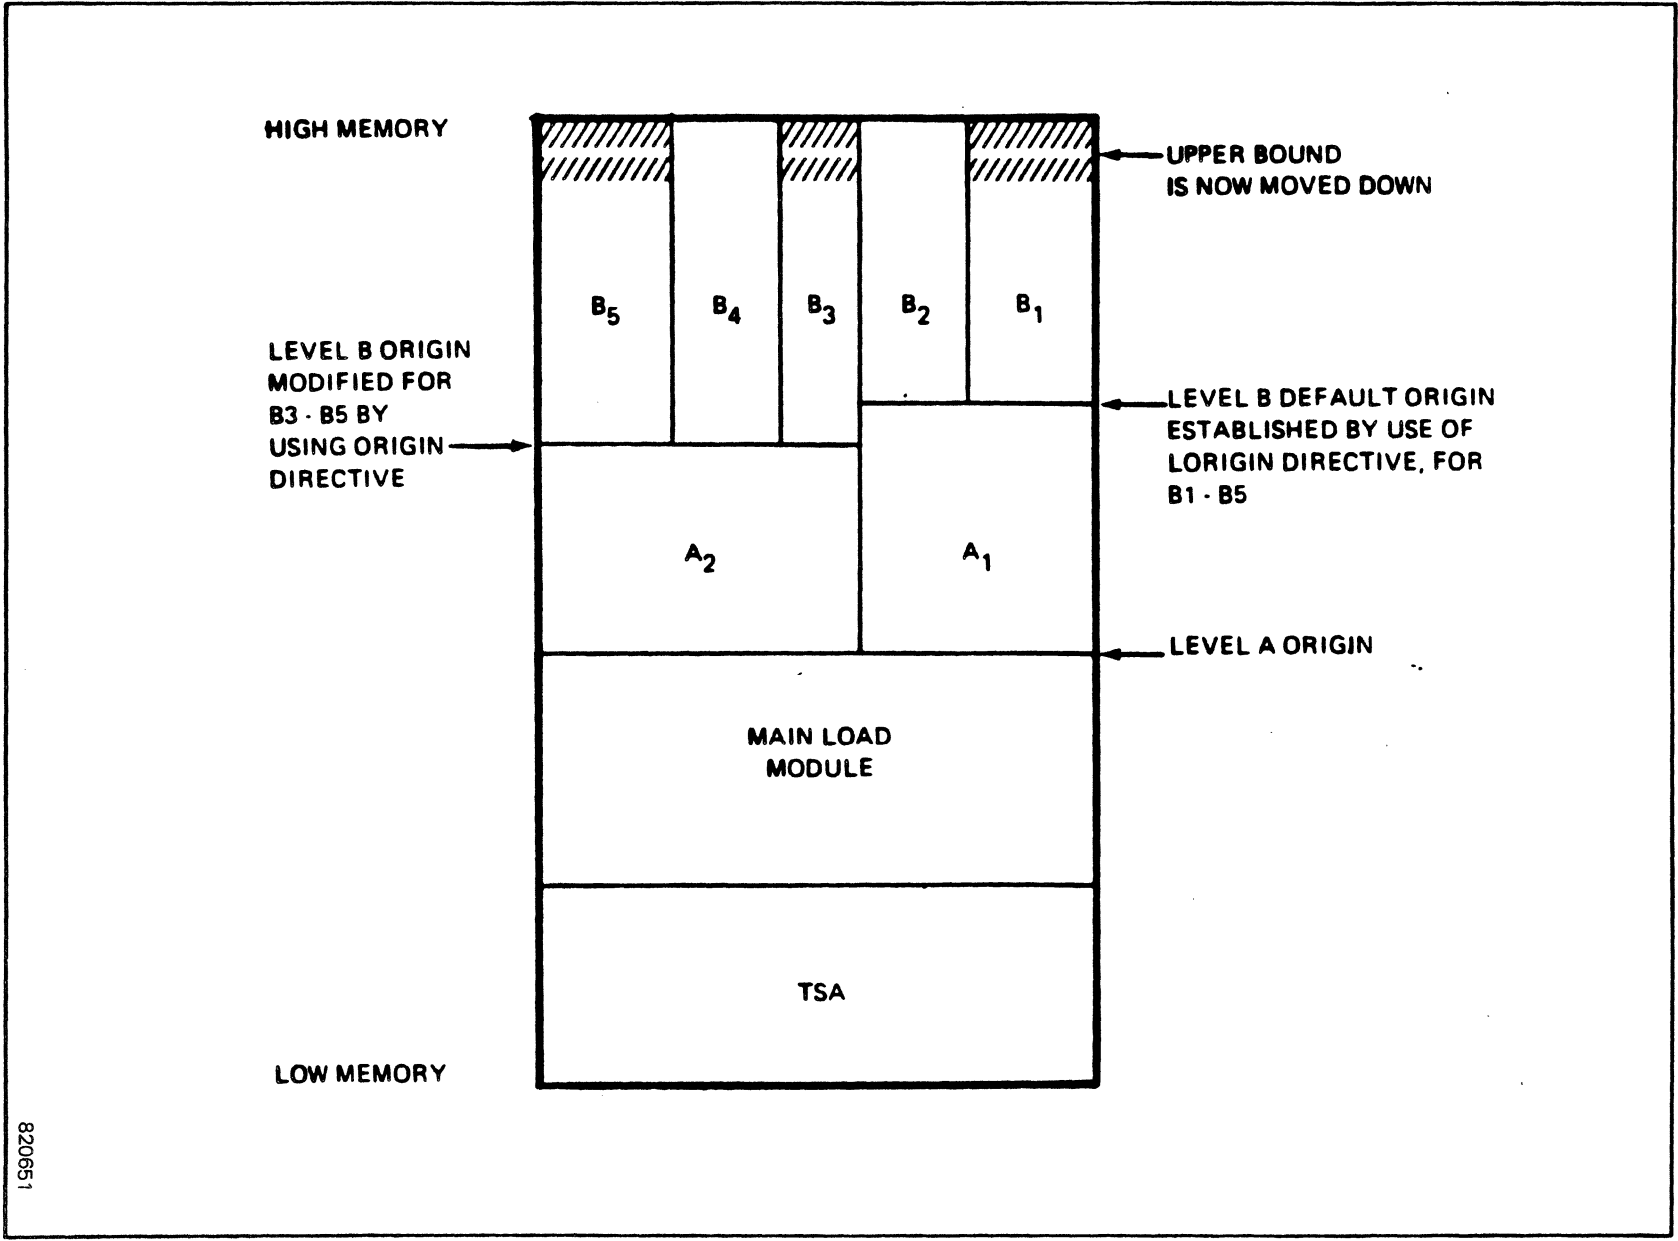 HIGH MEMORY
UPPER BOUND
IS NOW MOVED DOWN
B5
B4
B3
B2
B1
LEVEL B ORIGIN
MODIFIED FOR
B3 - B5 BY
USING ORIGIN
DIRECTIVE
LEVEL B DEFAULT ORIGIN
ESTABLISHED BY USE OF
LORIGIN DIRECTIVE, FOR
B1 - B5
A2
A1
LEVEL A ORIGIN
MAIN LOAD
MODULE
TSA
LOW MEMORY
820651